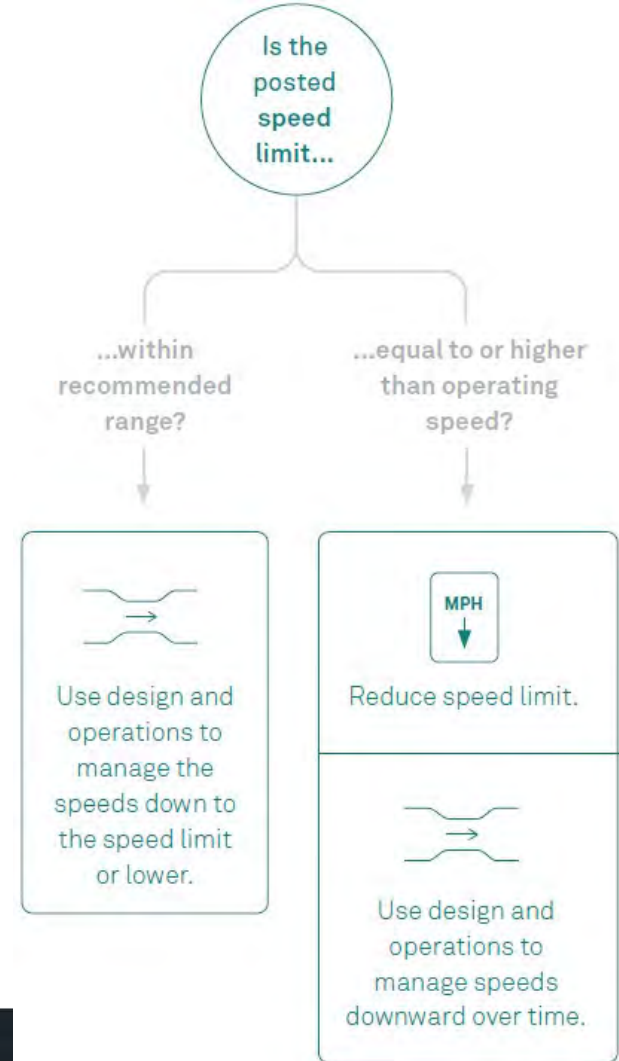 Is the
posted
speed
limit...
...within
recommended
range?
...equal to or higher
than operating
speed?
Use design and
operations to
manage the
speeds down to
the speed limit
or lower.
MPH
Reduce speed limit.
Use design and
operations to
manage speeds
downward over time.